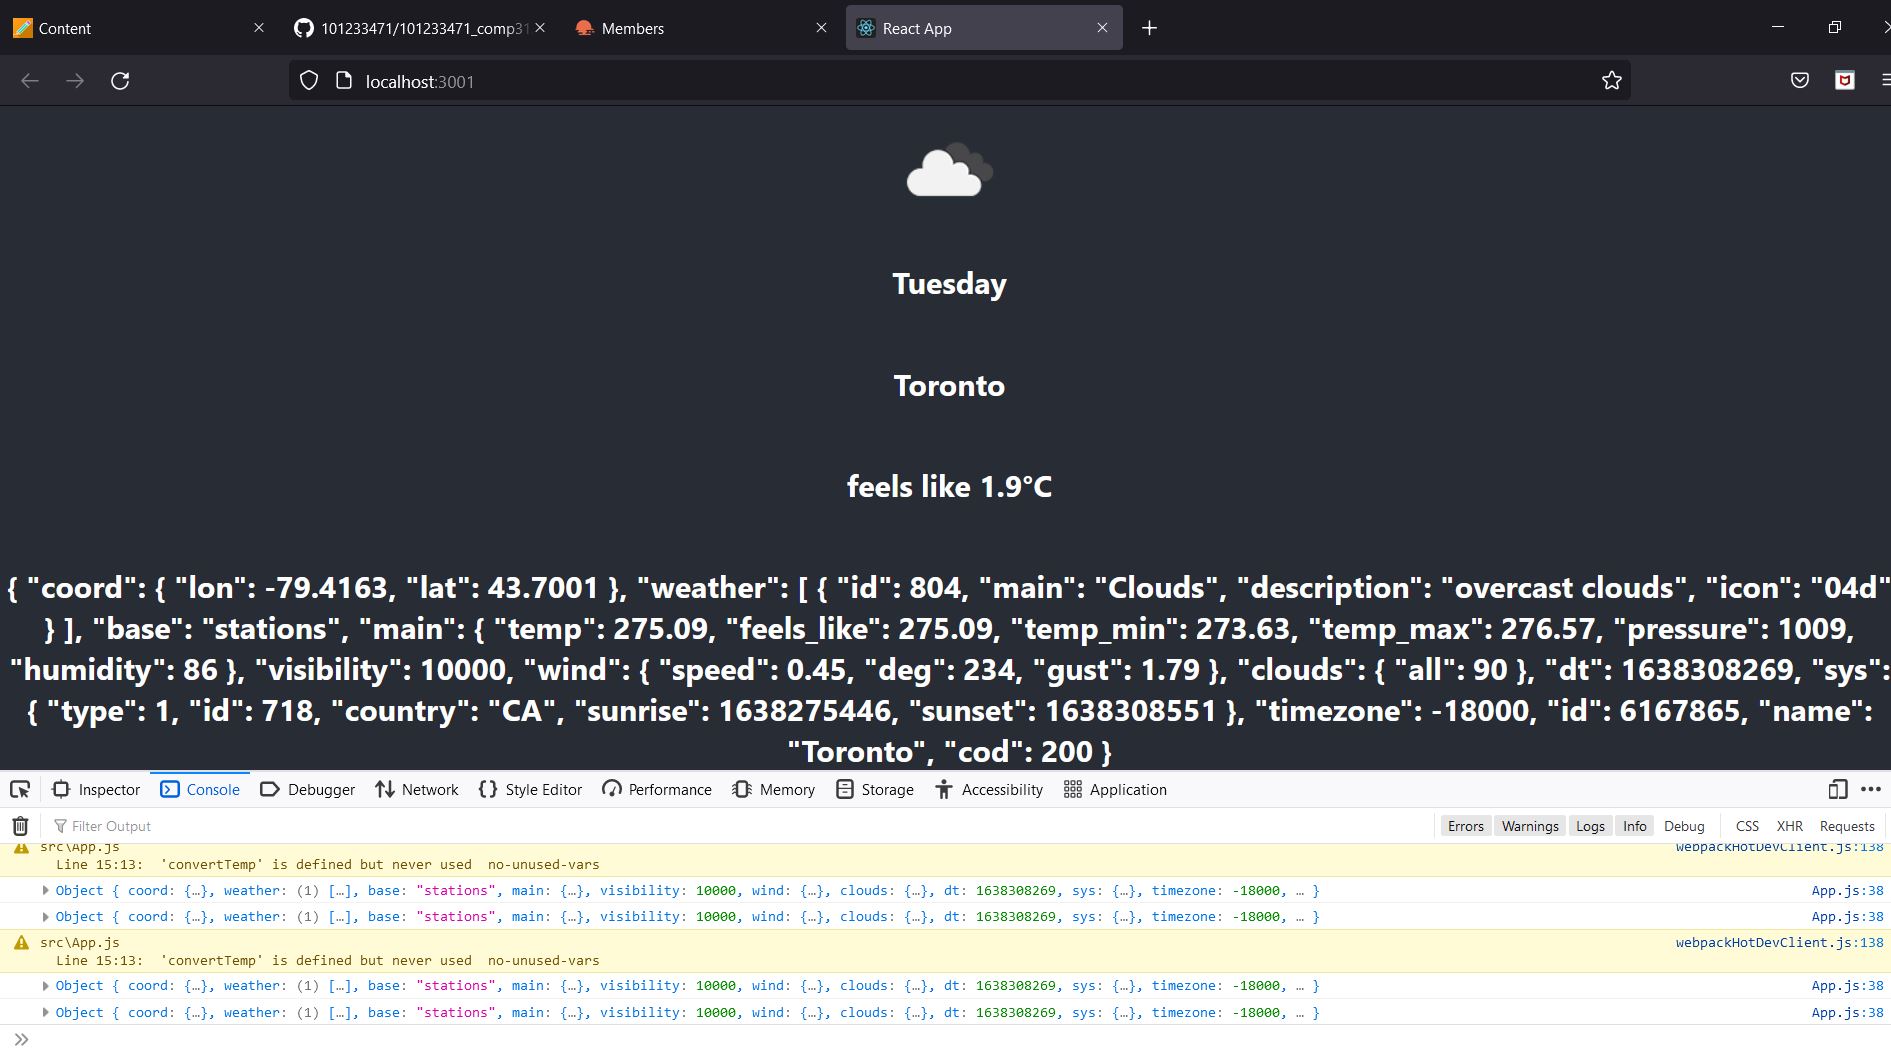 Content
101233471/101233471_comp31
Members
React App
localhost:3001
Tuesday
Toronto
feels like 1.9°C
{ "coord": { "lon": -79.4163, "lat": 43.7001 }, "weather": [ { "id": 804, "main": "Clouds", "description": "overcast clouds", "icon": "04d"
} ], "base": "stations", "main": { "temp": 275.09, "feels_like": 275.09, "temp_min": 273.63, "temp_max": 276.57, "pressure": 1009,
"humidity": 86 }, "visibility": 10000, "wind": { "speed": 0.45, "deg": 234, "gust": 1.79 }, "clouds": { "all": 90 }, "dt": 1638308269, "sys":
{ "type": 1, "id": 718, "country": "CA", "sunrise": 1638275446, "sunset": 1638308551 }, "timezone": -18000, "id": 6167865, "name":
"Toronto", "cod": 200 }
Inspector Console Debugger Network Style Editor Performance Memory Storage Accessibility Application
Filter Output Errors Warnings Logs Info Debug CSS XHR Requests
src\App.js webpackHotDevClient.js:138
Line 15:13: 'convertTemp' is defined but never used no-unused-vars
Object { coord: {…}, weather: (1) […], base: "stations", main: {…}, visibility: 10000, wind: {…}, clouds: {…}, dt: 1638308269, sys: {…}, timezone: -18000, … } App.js:38
Object { coord: {…}, weather: (1) […], base: "stations", main: {…}, visibility: 10000, wind: {…}, clouds: {…}, dt: 1638308269, sys: {…}, timezone: -18000, … } App.js:38
src\App.js webpackHotDevClient.js:138
Line 15:13: 'convertTemp' is defined but never used no-unused-vars
Object { coord: {…}, weather: (1) […], base: "stations", main: {…}, visibility: 10000, wind: {…}, clouds: {…}, dt: 1638308269, sys: {…}, timezone: -18000, … } App.js:38
Object { coord: {…}, weather: (1) […], base: "stations", main: {…}, visibility: 10000, wind: {…}, clouds: {…}, dt: 1638308269, sys: {…}, timezone: -18000, … } App.js:38